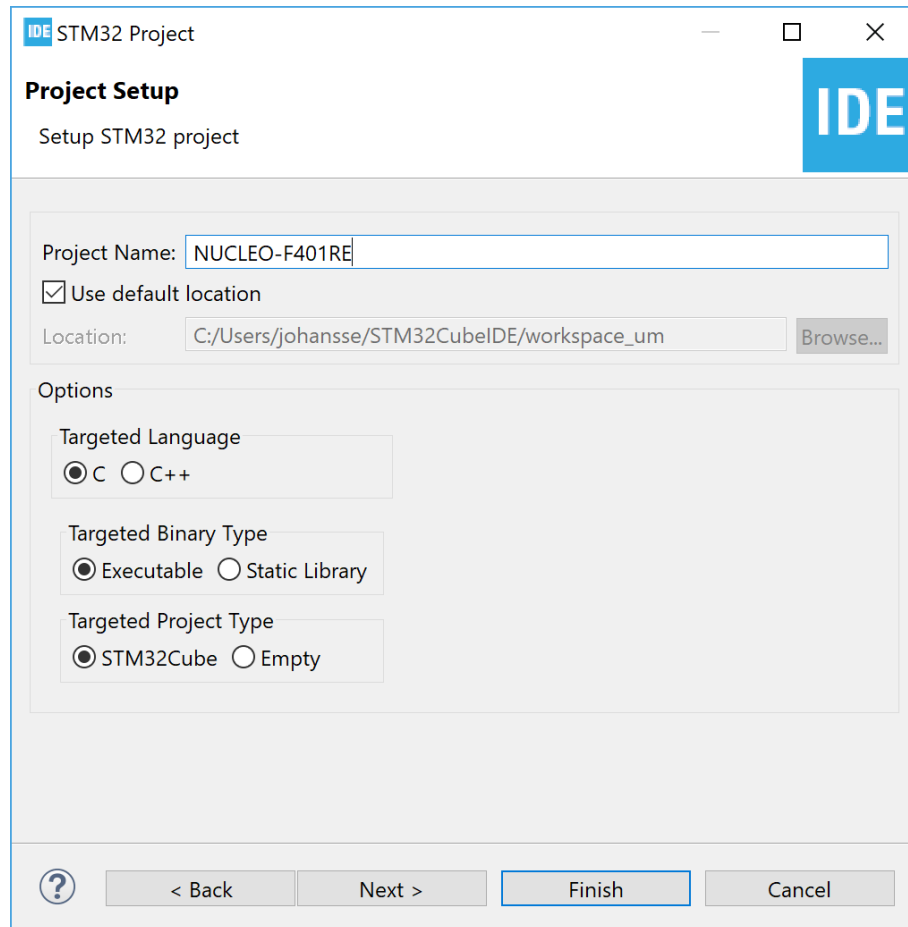 IDE STM32 Project
Project Setup
Setup STM32 project
IDE
Project Name: NUCLEO-F401RE
Use default location
Location: C:/Users/johansse/STM32CubeIDE/workspace_um Browse...
Options
Targeted Language
C C++
Targeted Binary Type
Executable Static Library
Targeted Project Type
STM32Cube Empty
? < Back Next > Finish Cancel